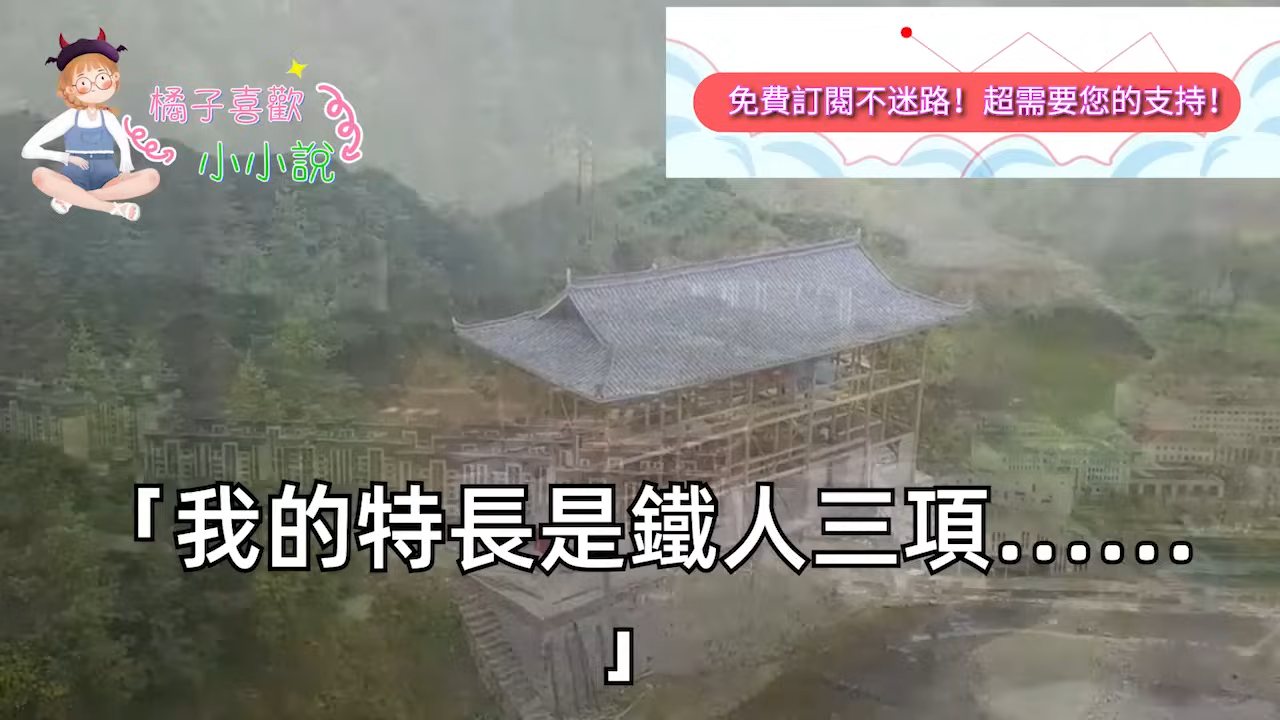 橘子喜歡
小小說
免費訂閱不迷路！超需要您的支持！
「我的特長是鐵人三項......
」